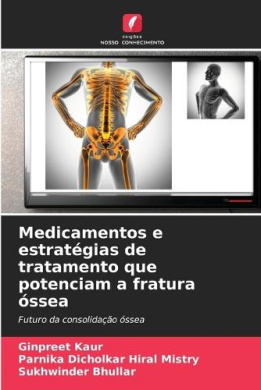 edições
NOSSO CONHECIMENTO
Medicamentos e
estratégias de
tratamento que
potenciam a fratura
óssea
Futuro da consolidação óssea
Ginpreet Kaur
Parnika Dicholkar Hiral Mistry
Sukhwinder Bhullar